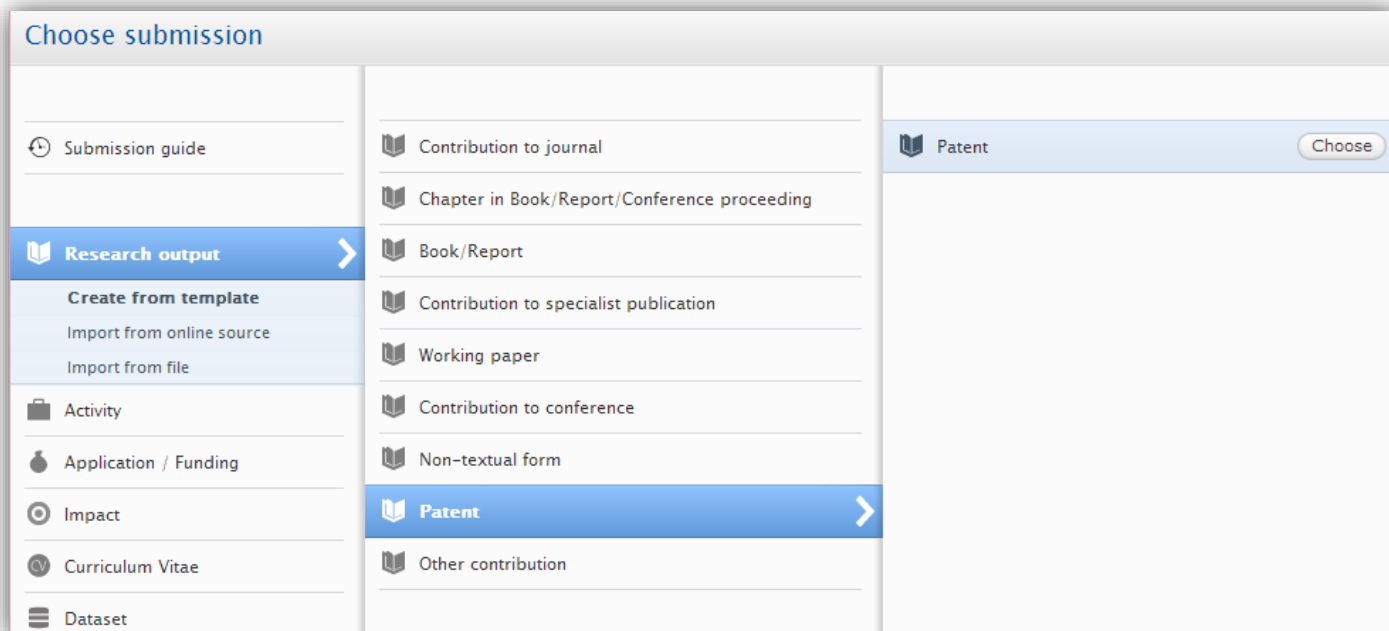 Choose submission
Submission guide
Research output
Create from template
Import from online source
Import from file
Activity
Application / Funding
Impact
CV Curriculum Vitae
Dataset
Contribution to journal
Chapter in Book/Report/Conference proceeding
Book/Report
Contribution to specialist publication
Working paper
Contribution to conference
Non-textual form
Patent
Other contribution
Patent Choose